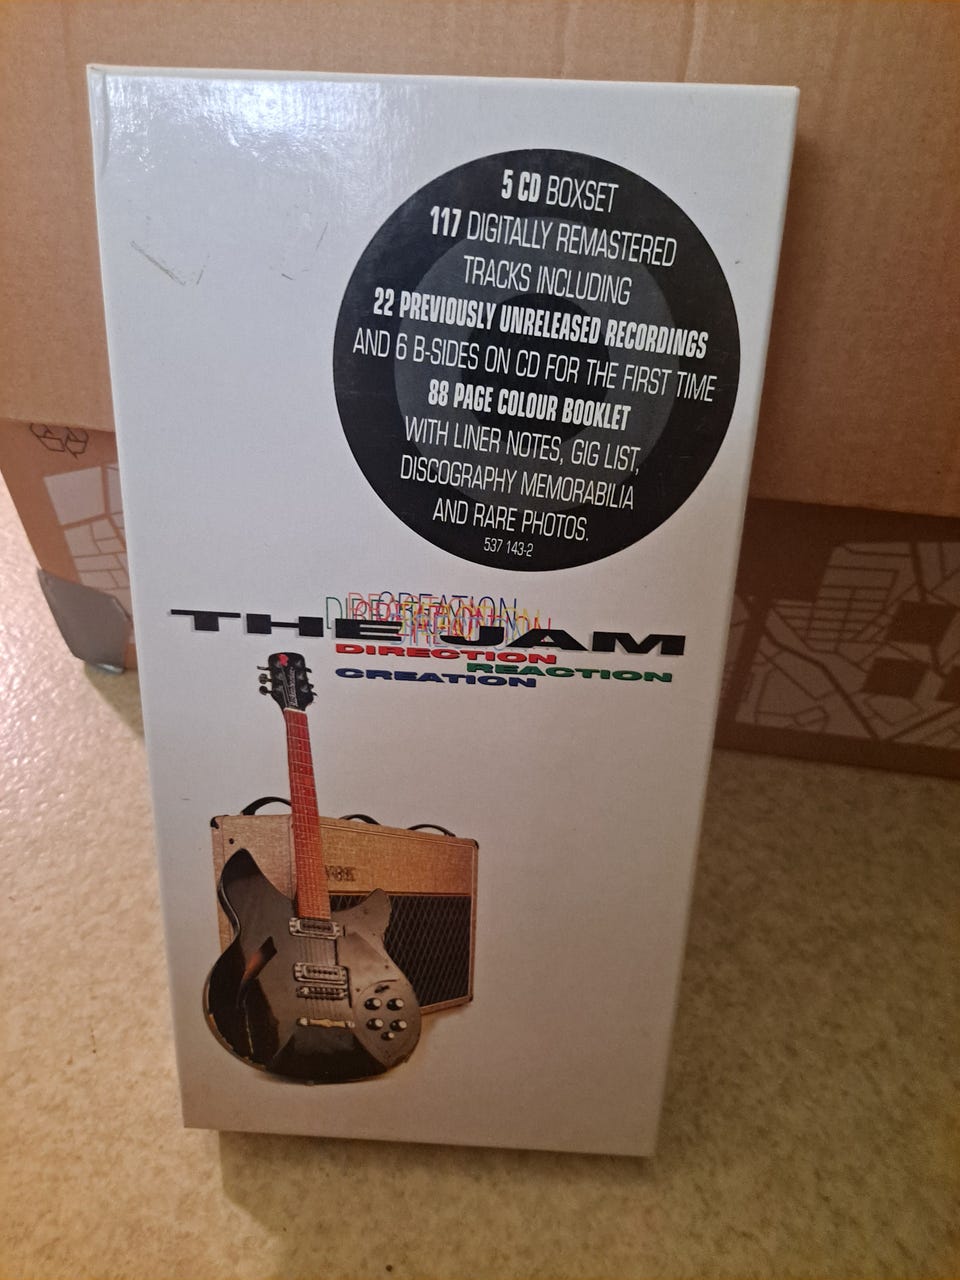 5 CD BOXSET
117 DIGITALLY REMASTERED
TRACKS INCLUDING
22 PREVIOUSLY UNRELEASED RECORDINGS
AND 6 B-SIDES ON CD FOR THE FIRST TIME
88 PAGE COLOUR BOOKLET
WITH LINER NOTES, GIG LIST,
DISCOGRAPHY MEMORABILIA
AND RARE PHOTOS.
537 143-2
CREATION
THE JAM
DIRECTION
REACTION
CREATION